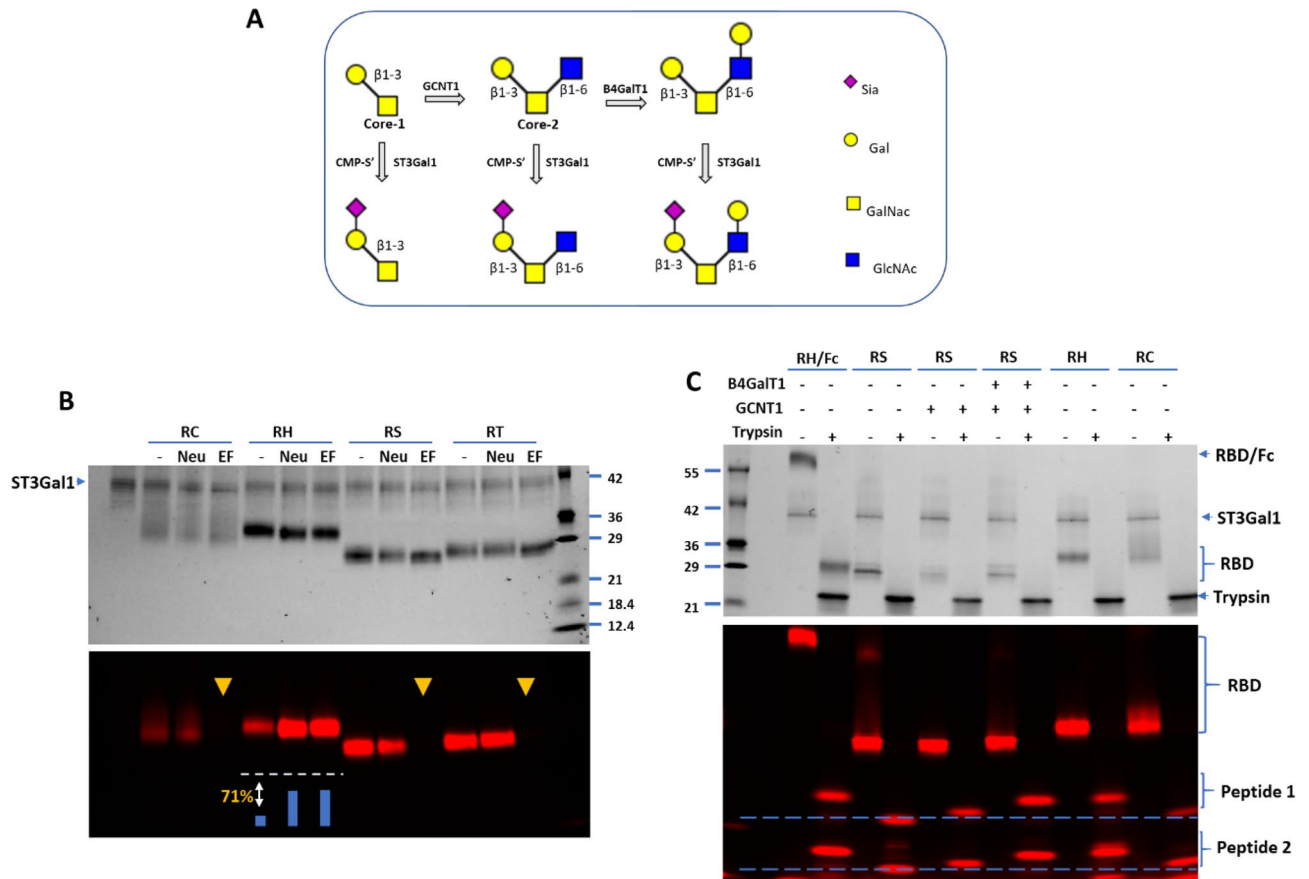 A
β1-3
GCNT1
β1-3
β1-6
B4GalT1
β1-3
β1-6
Core-1
Core-2
CMP-S' ST3Gal1
CMP-S' ST3Gal1
CMP-S' ST3Gal1
β1-3
β1-3
β1-6
β1-3
β1-6
Sia
Gal
GalNac
GlcNAc
B
RC RH RS RT
- Neu EF - Neu EF - Neu EF - Neu EF
ST3Gal1
42
36
29
21
18.4
12.4
71%
C
RH/Fc RS RS RS RH RC
B4GalT1 - - - - - - + + - - - -
GCNT1 - - - - + + + + - - - -
Trypsin - + - + - + - + - + - +
55
42
36
29
21
RBD/Fc
ST3Gal1
RBD
Trypsin
RBD
Peptide 1
Peptide 2